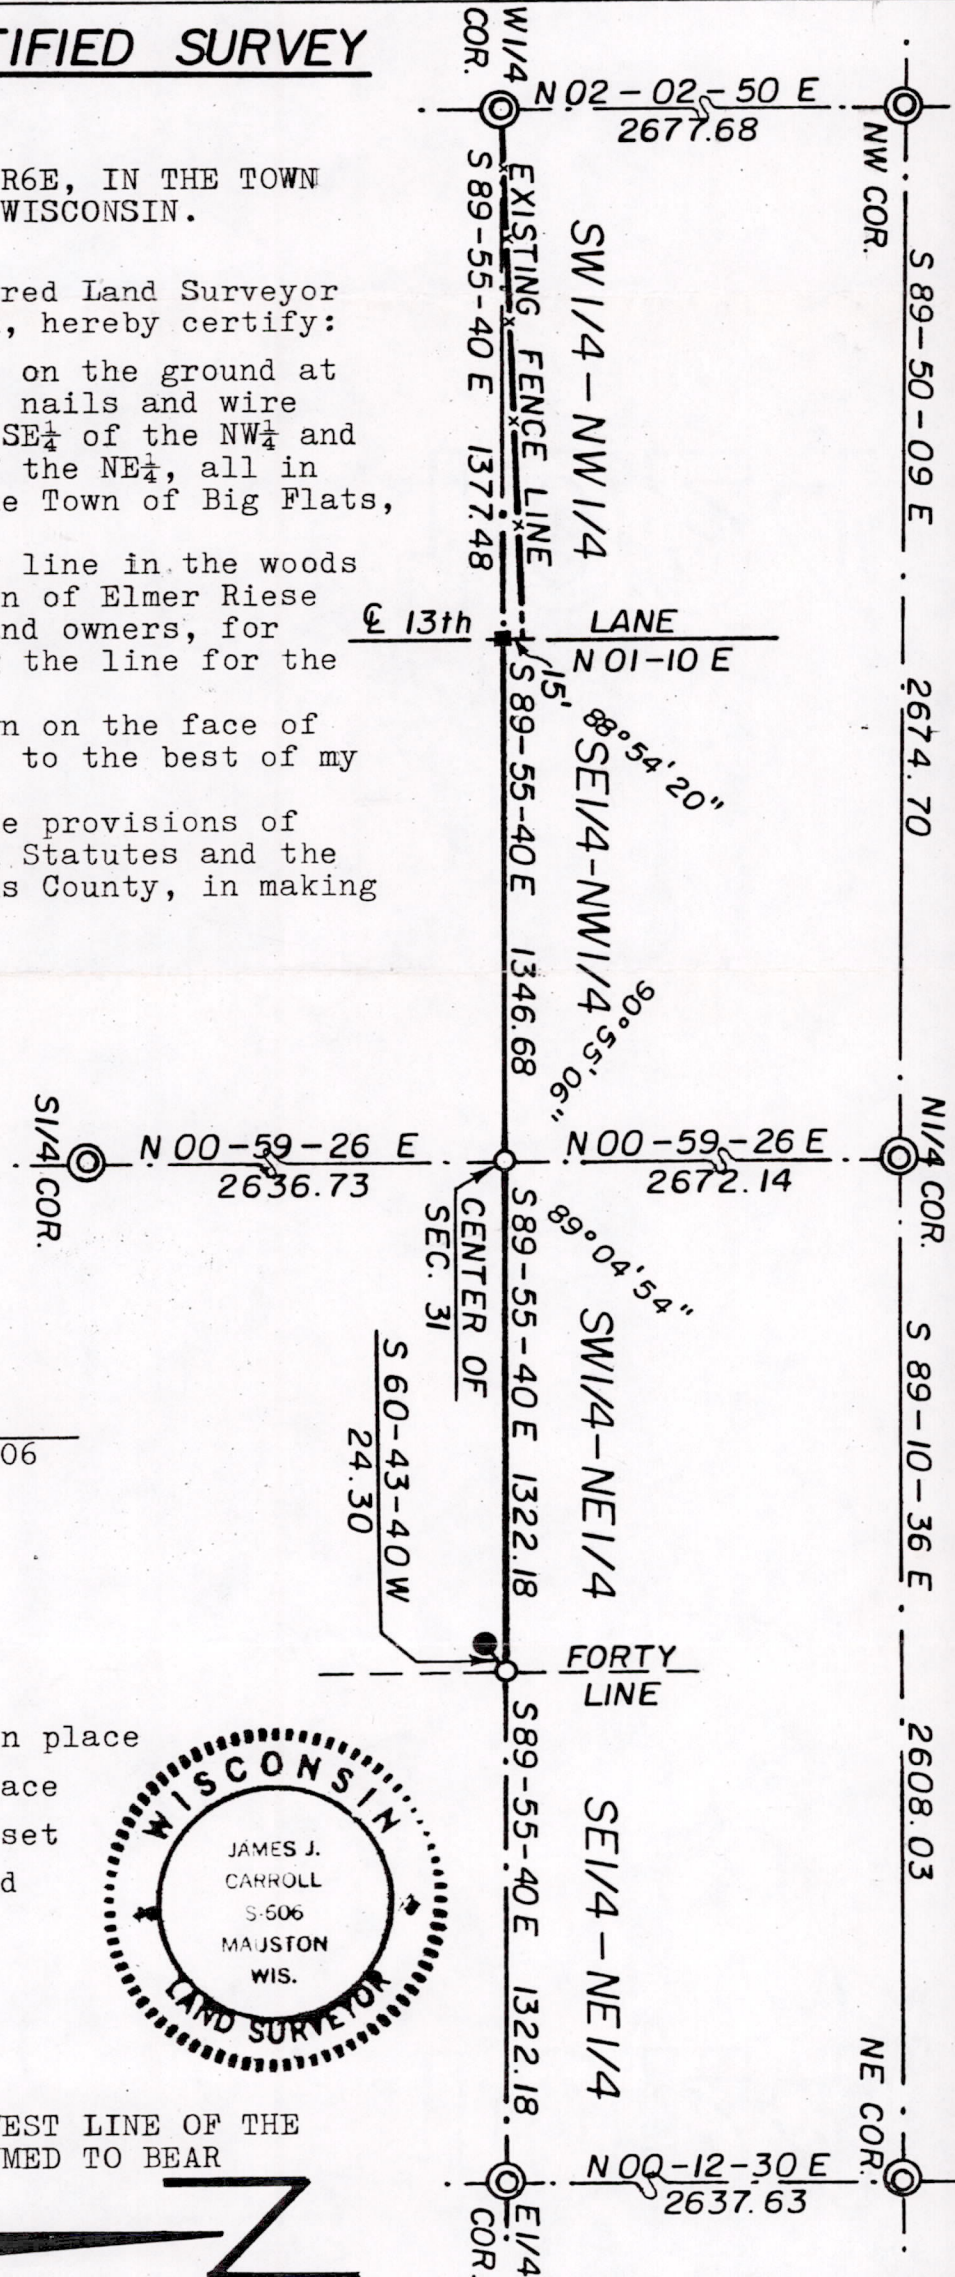 TIFIED SURVEY
R6E, IN THE TOWN
WISCONSIN.
red Land Surveyor
, hereby certify:
on the ground at
nails and wire
SE¼ of the NW¼ and
the NE¼, all in
e Town of Big Flats,
line in the woods
n of Elmer Riese
nd owners, for
the line for the
n on the face of
to the best of my
e provisions of
Statutes and the
s County, in making
06
n place
ace
set
d
WISCONSIN
JAMES J.
CARROLL
S-606
MAUSTON
WIS.
LAND SURVEYOR
EST LINE OF THE
MED TO BEAR
W1/4
COR.
N 02-02-50 E
2677.68
NW COR.
S 89-50-09 E
2674.70
EXISTING FENCE LINE
S 89-55-40 E 1377.48
SW1/4-NW1/4
℄ 13th LANE
N 01-10 E
15'
88°54'20"
S 89-55-40 E 1346.68
SE1/4-NW1/4
90°55'06"
S1/4 COR.
N 00-59-26 E
2636.73
N 00-59-26 E
2672.14
N1/4 COR.
CENTER OF
SEC. 31
89°04'54"
S 89-55-40 E 1322.18
SW1/4-NE1/4
S 89-10-36 E
2608.03
S 60-43-40 W
24.30
FORTY
LINE
S 89-55-40 E 1322.18
SE1/4-NE1/4
NE COR.
N 00-12-30 E
2637.63
E1/4
COR.
N